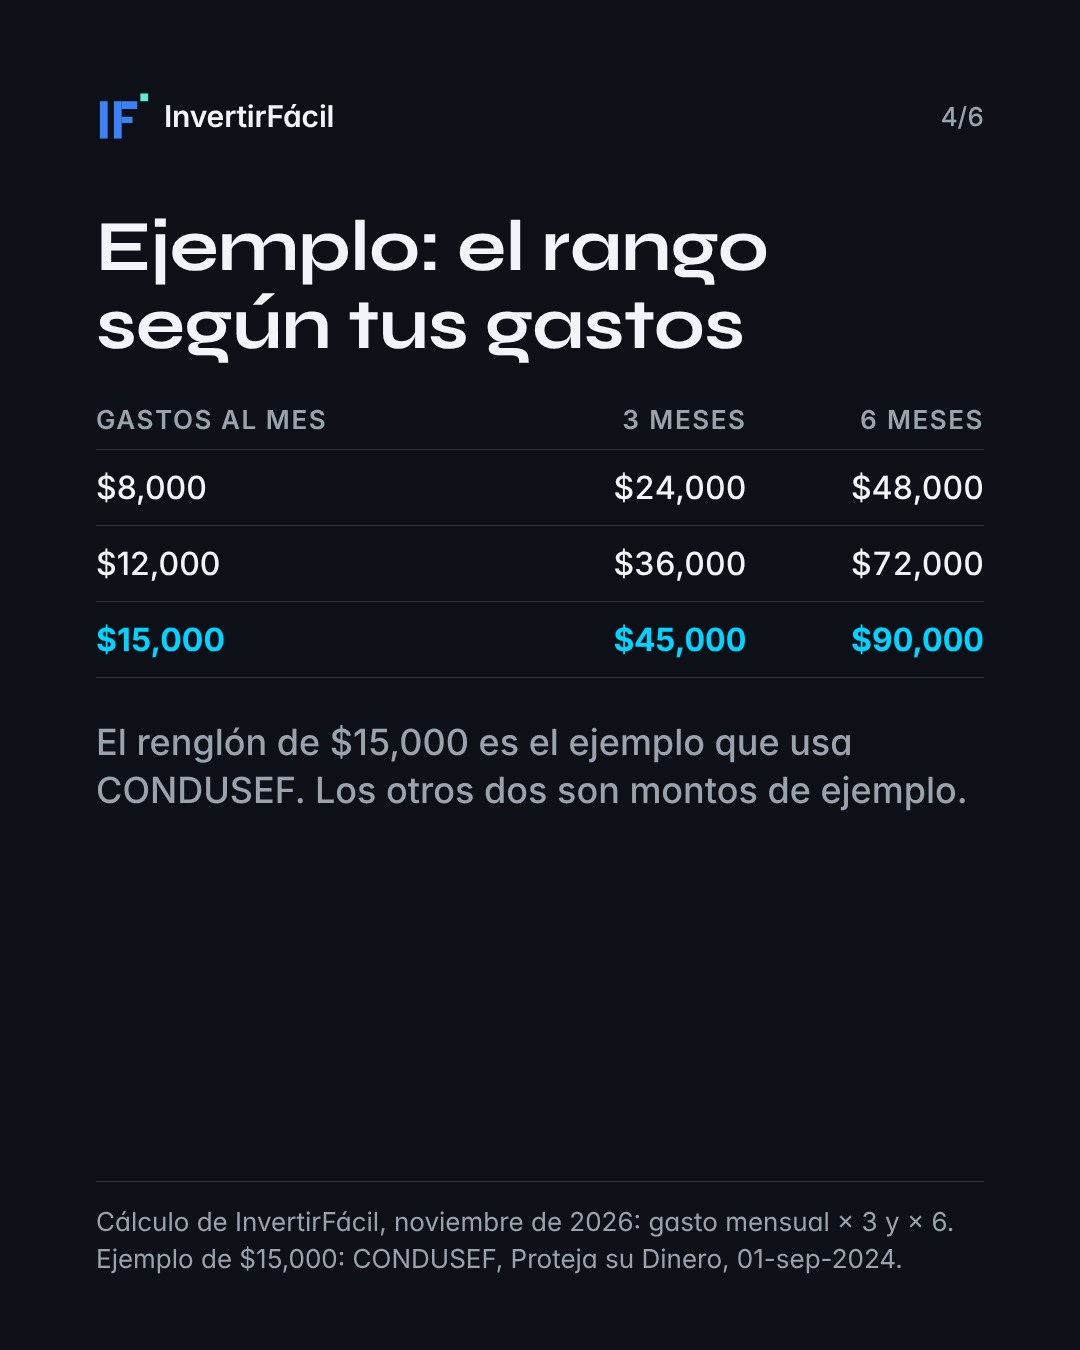 IF InvertirFácil
4/6
Ejemplo: el rango
según tus gastos
GASTOS AL MES 3 MESES 6 MESES
$8,000 $24,000 $48,000
$12,000 $36,000 $72,000
$15,000 $45,000 $90,000
El renglón de $15,000 es el ejemplo que usa
CONDUSEF. Los otros dos son montos de ejemplo.
Cálculo de InvertirFácil, noviembre de 2026: gasto mensual × 3 y × 6.
Ejemplo de $15,000: CONDUSEF, Proteja su Dinero, 01-sep-2024.